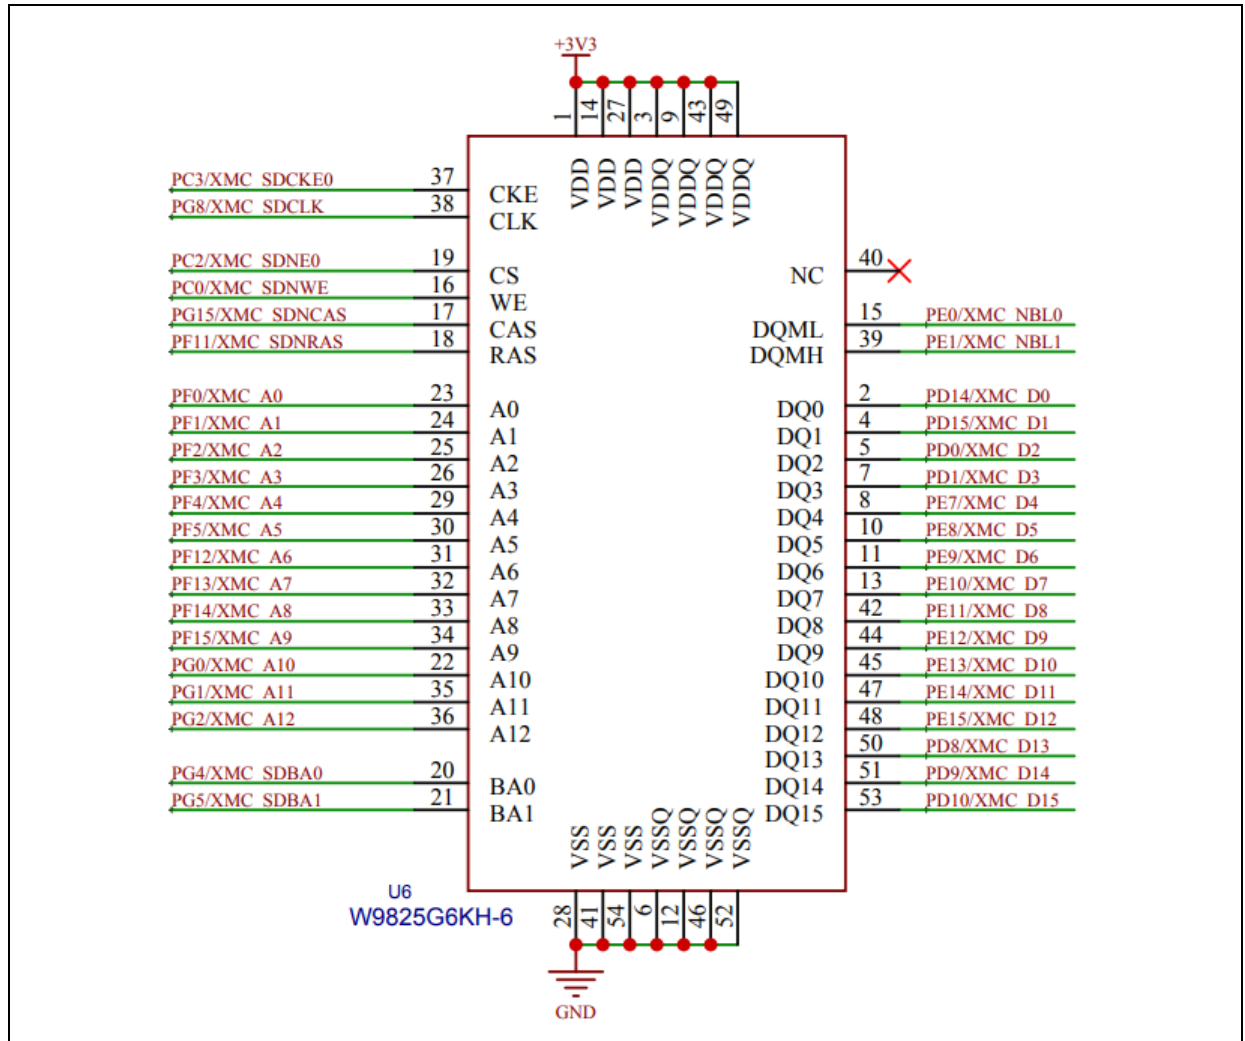 +3V3
1 14 27 3 9 43 49
VDD VDD VDD VDDQ VDDQ VDDQ VDDQ
PC3/XMC_SDCKE0 37 CKE
PG8/XMC_SDCLK 38 CLK
PC2/XMC_SDNE0 19 CS
NC 40
PC0/XMC_SDNWE 16 WE
PG15/XMC_SDNCAS 17 CAS
DQML 15 PE0/XMC_NBL0
PF11/XMC_SDNRAS 18 RAS
DQMH 39 PE1/XMC_NBL1
PF0/XMC_A0 23 A0
DQ0 2 PD14/XMC_D0
PF1/XMC_A1 24 A1
DQ1 4 PD15/XMC_D1
PF2/XMC_A2 25 A2
DQ2 5 PD0/XMC_D2
PF3/XMC_A3 26 A3
DQ3 7 PD1/XMC_D3
PF4/XMC_A4 29 A4
DQ4 8 PE7/XMC_D4
PF5/XMC_A5 30 A5
DQ5 10 PE8/XMC_D5
PF12/XMC_A6 31 A6
DQ6 11 PE9/XMC_D6
PF13/XMC_A7 32 A7
DQ7 13 PE10/XMC_D7
PF14/XMC_A8 33 A8
DQ8 42 PE11/XMC_D8
PF15/XMC_A9 34 A9
DQ9 44 PE12/XMC_D9
PG0/XMC_A10 22 A10
DQ10 45 PE13/XMC_D10
PG1/XMC_A11 35 A11
DQ11 47 PE14/XMC_D11
PG2/XMC_A12 36 A12
DQ12 48 PE15/XMC_D12
DQ13 50 PD8/XMC_D13
PG4/XMC_SDBA0 20 BA0
DQ14 51 PD9/XMC_D14
PG5/XMC_SDBA1 21 BA1
DQ15 53 PD10/XMC_D15
VSS VSS VSS VSSQ VSSQ VSSQ VSSQ
U6
W9825G6KH-6
28 41 54 6 12 46 52
GND